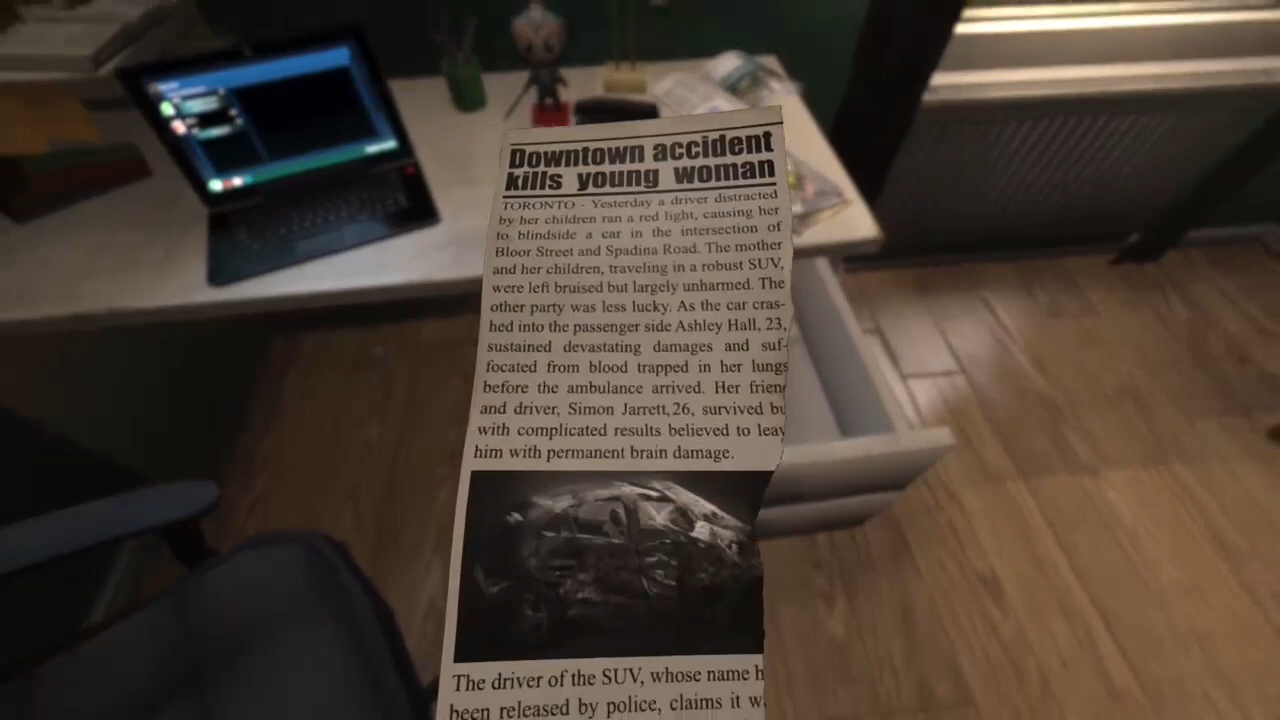 Downtown accident
kills young woman
TORONTO - Yesterday a driver distracted
by her children ran a red light, causing her
to blindside a car in the intersection of
Bloor Street and Spadina Road. The mother
and her children, traveling in a robust SUV,
were left bruised but largely unharmed. The
other party was less lucky. As the car cras-
hed into the passenger side Ashley Hall, 23,
sustained devastating damages and suf-
focated from blood trapped in her lungs
before the ambulance arrived. Her frien
and driver, Simon Jarrett, 26, survived bu
with complicated results believed to leav
him with permanent brain damage.
The driver of the SUV, whose name h
been released by police, claims it w